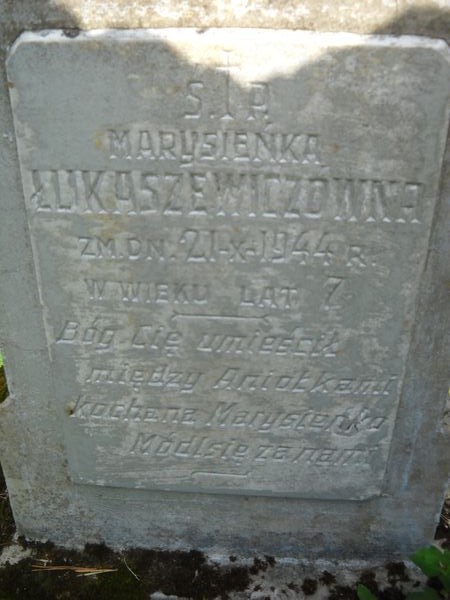 S. † P.
MARYSIENKA
ŁUKASZEWICZÓWNA
ZM. DN. 21-X-1944 R.
W WIEKU LAT 7
Bóg Cię umieścił
między Aniołkami
kochana Marysienko
Módl się za nami